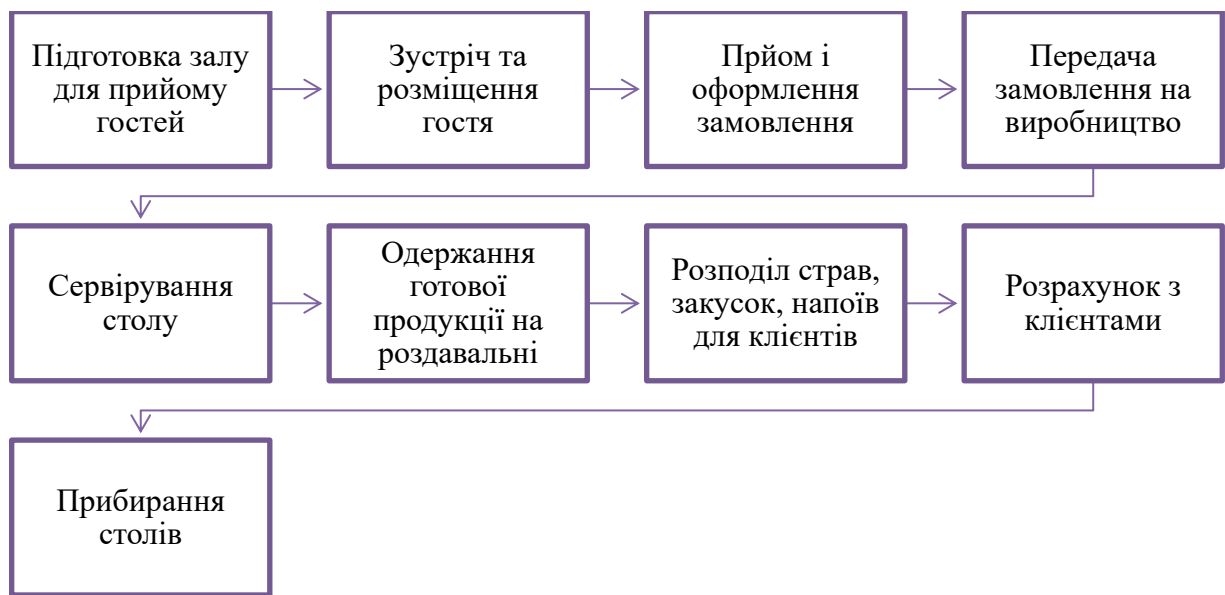 Підготовка залу
для прийому
гостей
Зустріч та
розміщення
гостя
Прйом і
оформлення
замовлення
Передача
замовлення на
виробництво
Сервірування
столу
Одержання
готової
продукції на
роздавальні
Розподіл страв,
закусок, напоїв
для клієнтів
Розрахунок з
клієнтами
Прибирання
столів